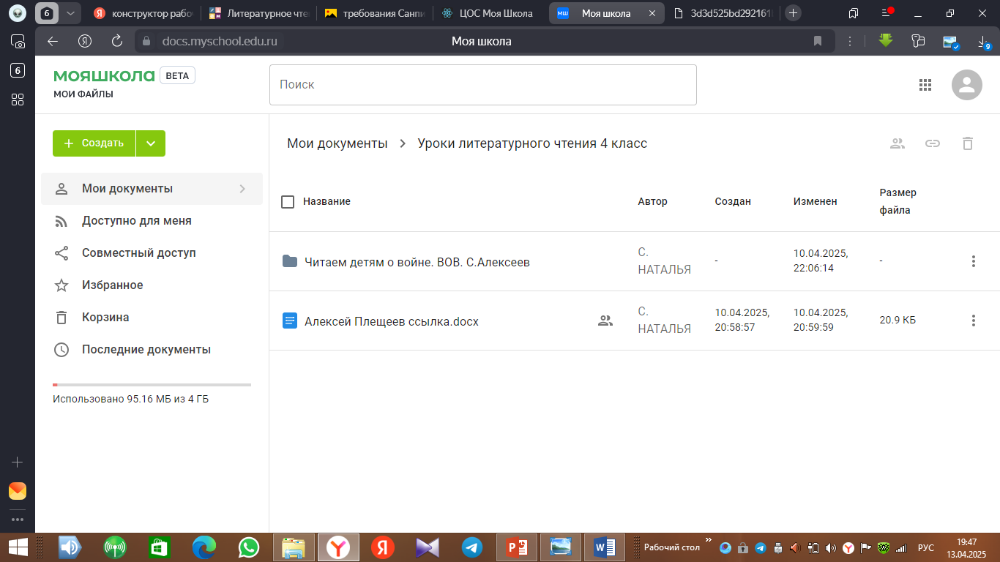 6
конструктор рабо
Литературное чте
требования Санпи
ЦОС Моя Школа
МШ
Моя школа
3d3d525bd292161
Я
docs.myschool.edu.ru
Моя школа
9
6
МОЯШКОЛА
BETA
МОИ ФАЙЛЫ
Поиск
Создать
Мои документы
Уроки литературного чтения 4 класс
Мои документы
Доступно для меня
Совместный доступ
Избранное
Корзина
Последние документы
Использовано 95.16 МБ из 4 ГБ
Название
Автор
Создан
Изменен
Размер
файла
Читаем детям о войне. ВОВ. С.Алексеев
С.
НАТАЛЬЯ
-
10.04.2025,
22:06:14
-
Алексей Плещеев ссылка.docx
С.
НАТАЛЬЯ
10.04.2025,
20:58:57
10.04.2025,
20:59:59
20.9 КБ
Рабочий стол
РУС
19:47
13.04.2025